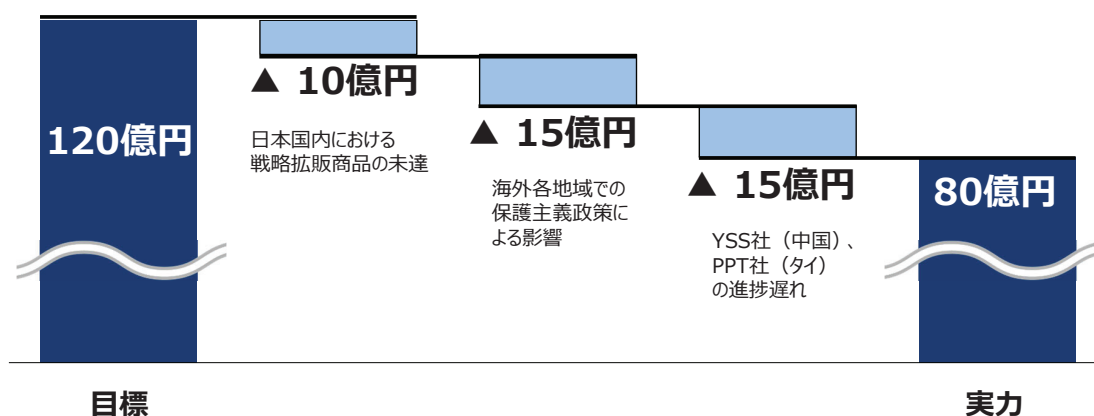 120億円
▲ 10億円
日本国内における
戦略拡販商品の未達
▲ 15億円
海外各地域での
保護主義政策に
よる影響
▲ 15億円
YSS社（中国）、
PPT社（タイ）
の進捗遅れ
80億円
目標
実力